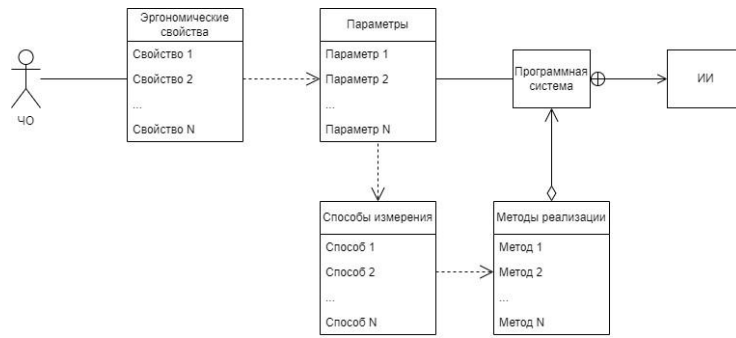 Эргономические
свойства
Свойство 1
Свойство 2
...
Свойство N
Параметры
Параметр 1
Параметр 2
...
Параметр N
Программная
система
ИИ
ЧО
Способы измерения
Способ 1
Способ 2
...
Способ N
Методы реализации
Метод 1
Метод 2
...
Метод N